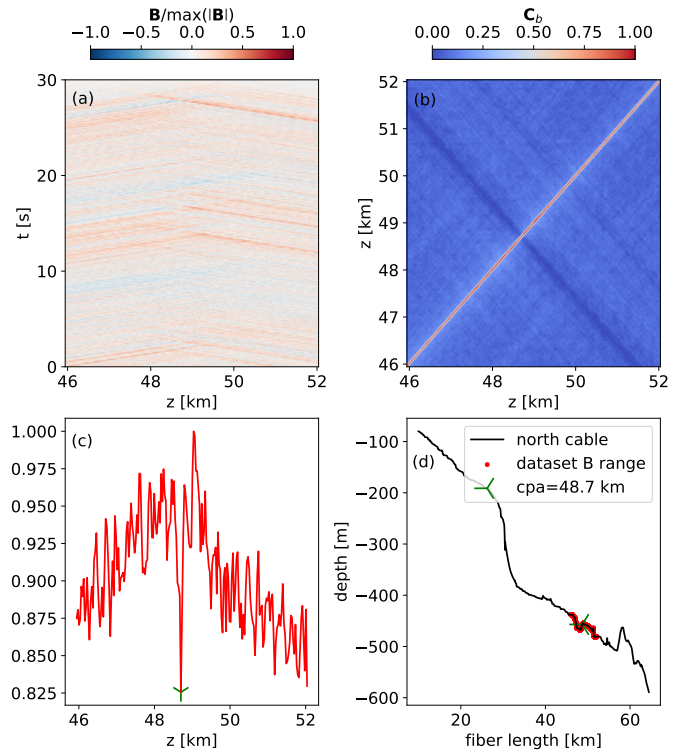 B/max(|B|)
C_b
−1.0 −0.5 0.0 0.5 1.0
0.00 0.25 0.50 0.75 1.00
(a)
30
20
10
0
t [s]
46 48 50 52
z [km]
(b)
52
51
50
49
48
47
46
z [km]
46 48 50 52
z [km]
(c)
1.000
0.975
0.950
0.925
0.900
0.875
0.850
0.825
46 47 48 49 50 51 52
z [km]
(d)
north cable
dataset B range
cpa=48.7 km
−100
−200
−300
−400
−500
−600
depth [m]
20 40 60
fiber length [km]